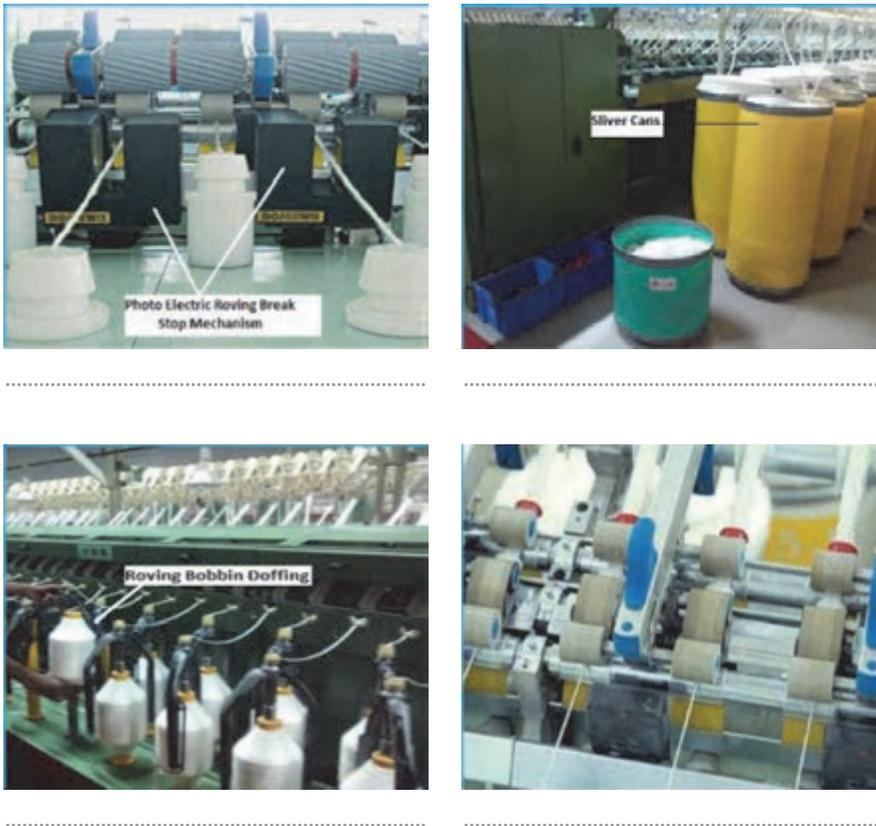 Photo Electric Roving Break
Stop Mechanism
Sliver Cans
Roving Bobbin Doffing